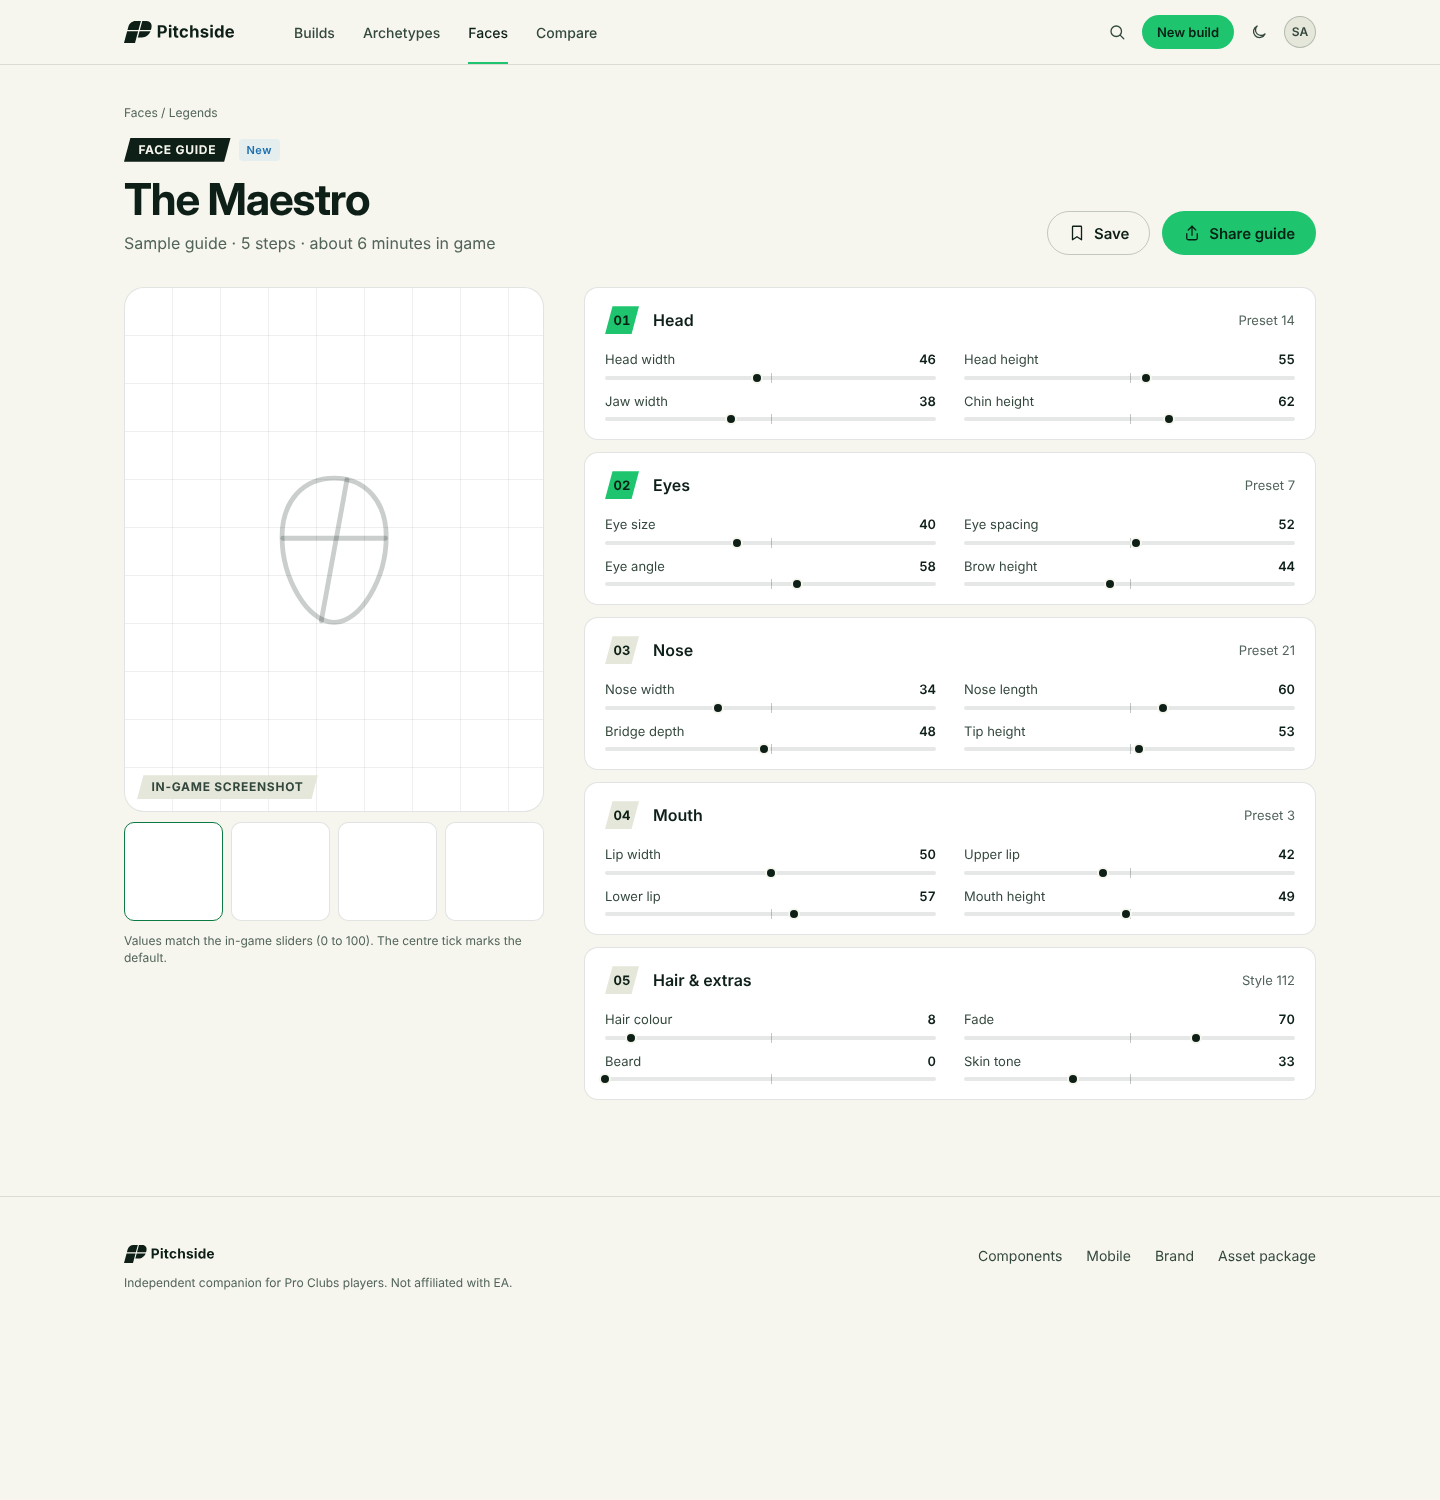 Pitchside
Builds
Archetypes
Faces
Compare
New build
SA
Faces / Legends
FACE GUIDE
New
The Maestro
Sample guide · 5 steps · about 6 minutes in game
Save
Share guide
IN-GAME SCREENSHOT
Values match the in-game sliders (0 to 100). The centre tick marks the
default.
01 Head Preset 14
Head width 46
Head height 55
Jaw width 38
Chin height 62
02 Eyes Preset 7
Eye size 40
Eye spacing 52
Eye angle 58
Brow height 44
03 Nose Preset 21
Nose width 34
Nose length 60
Bridge depth 48
Tip height 53
04 Mouth Preset 3
Lip width 50
Upper lip 42
Lower lip 57
Mouth height 49
05 Hair & extras Style 112
Hair colour 8
Fade 70
Beard 0
Skin tone 33
Pitchside
Independent companion for Pro Clubs players. Not affiliated with EA.
Components
Mobile
Brand
Asset package